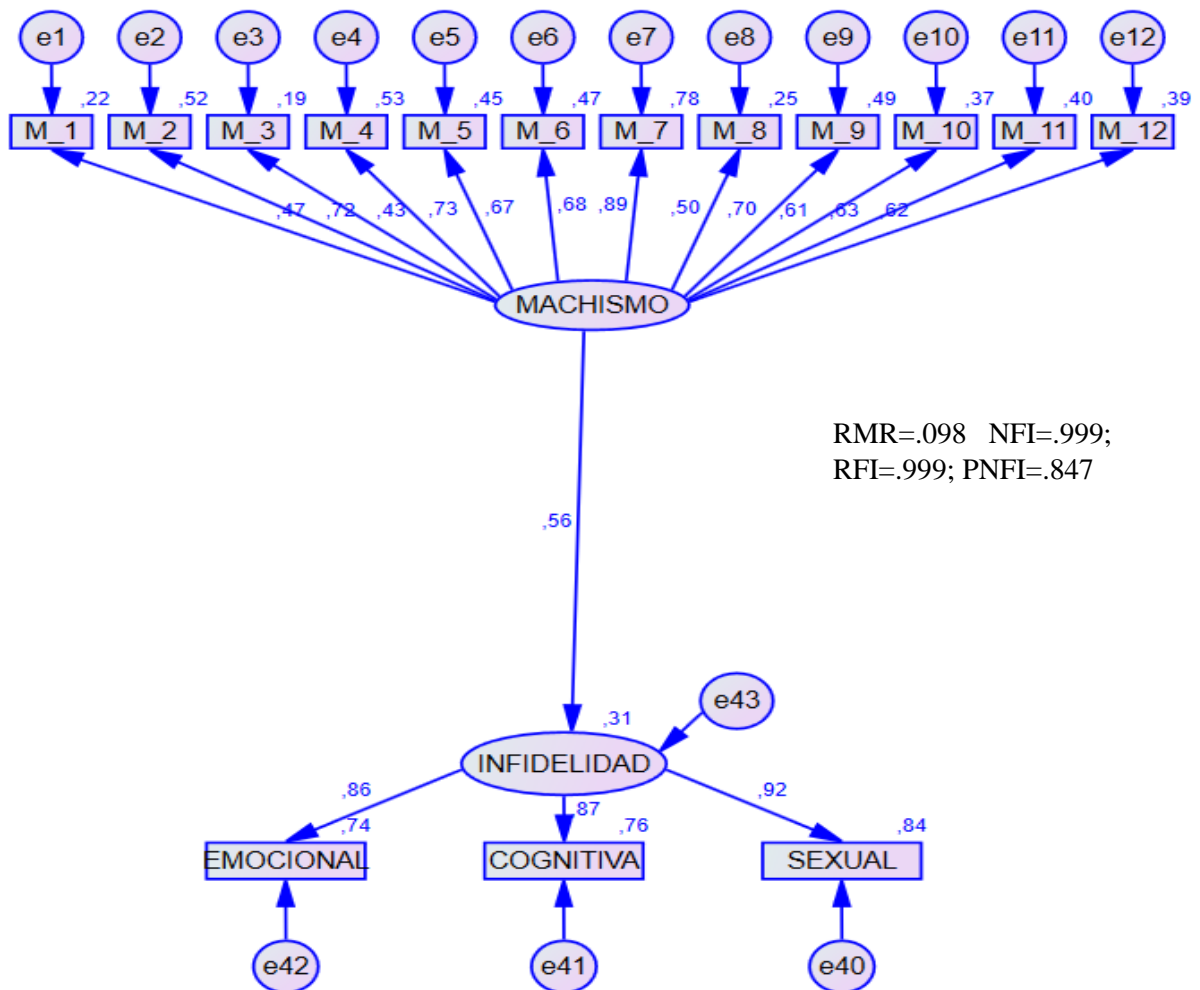 e1 e2 e3 e4 e5 e6 e7 e8 e9 e10 e11 e12
,22 ,52 ,19 ,53 ,45 ,47 ,78 ,25 ,49 ,37 ,40 ,39
M_1 M_2 M_3 M_4 M_5 M_6 M_7 M_8 M_9 M_10 M_11 M_12
,47 ,72 ,43 ,73 ,67 ,68 ,89 ,50 ,70 ,61 ,63 ,62
MACHISMO
RMR=.098 NFI=.999;
RFI=.999; PNFI=.847
,56
e43
,31
INFIDELIDAD
,86 ,87 ,92
,74 ,76 ,84
EMOCIONAL COGNITIVA SEXUAL
e42 e41 e40